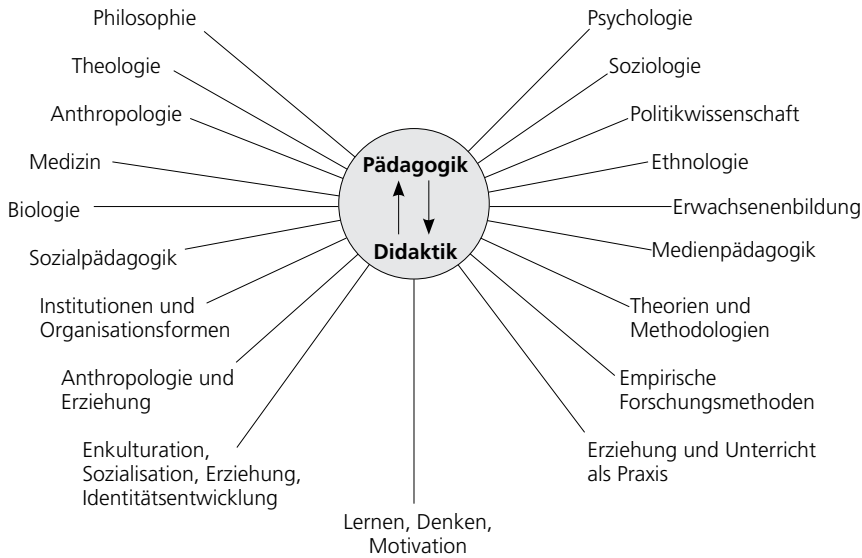 Philosophie
Theologie
Anthropologie
Medizin
Biologie
Sozialpädagogik
Institutionen und
Organisationsformen
Anthropologie und
Erziehung
Enkulturation,
Sozialisation, Erziehung,
Identitätsentwicklung
Pädagogik
Didaktik
Lernen, Denken,
Motivation
Psychologie
Soziologie
Politikwissenschaft
Ethnologie
Erwachsenenbildung
Medienpädagogik
Theorien und
Methodologien
Empirische
Forschungsmethoden
Erziehung und Unterricht
als Praxis